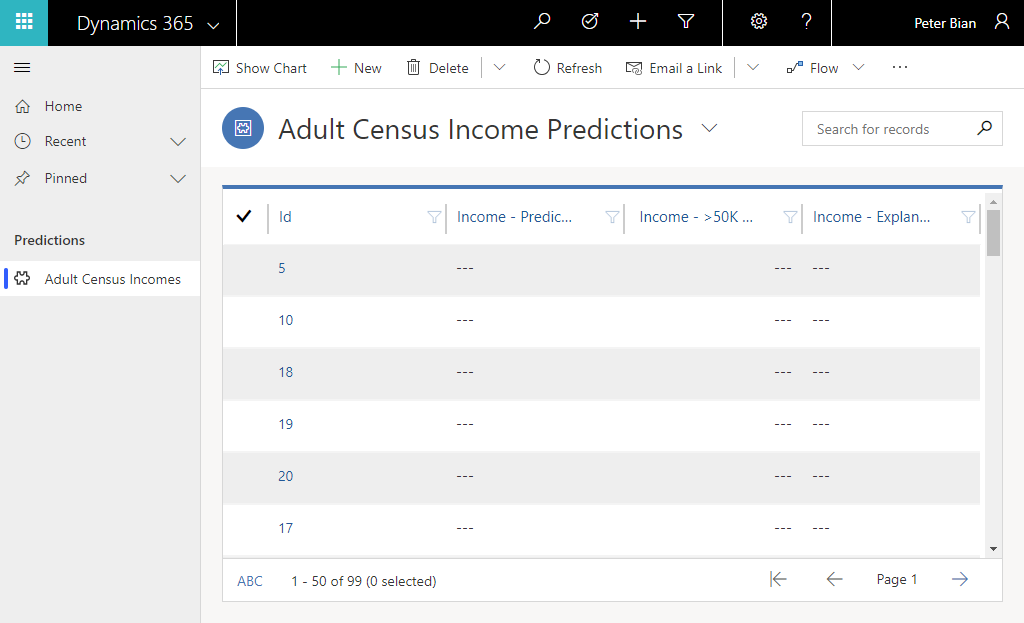 Dynamics 365
? Peter Bian
Show Chart New Delete Refresh Email a Link Flow ...
Home
Recent
Pinned
Predictions
Adult Census Incomes
Adult Census Income Predictions
Search for records
Id Income - Predic... Income - >50K ... Income - Explan...
5 --- --- ---
10 --- --- ---
18 --- --- ---
19 --- --- ---
20 --- --- ---
17 --- --- ---
ABC 1 - 50 of 99 (0 selected) Page 1